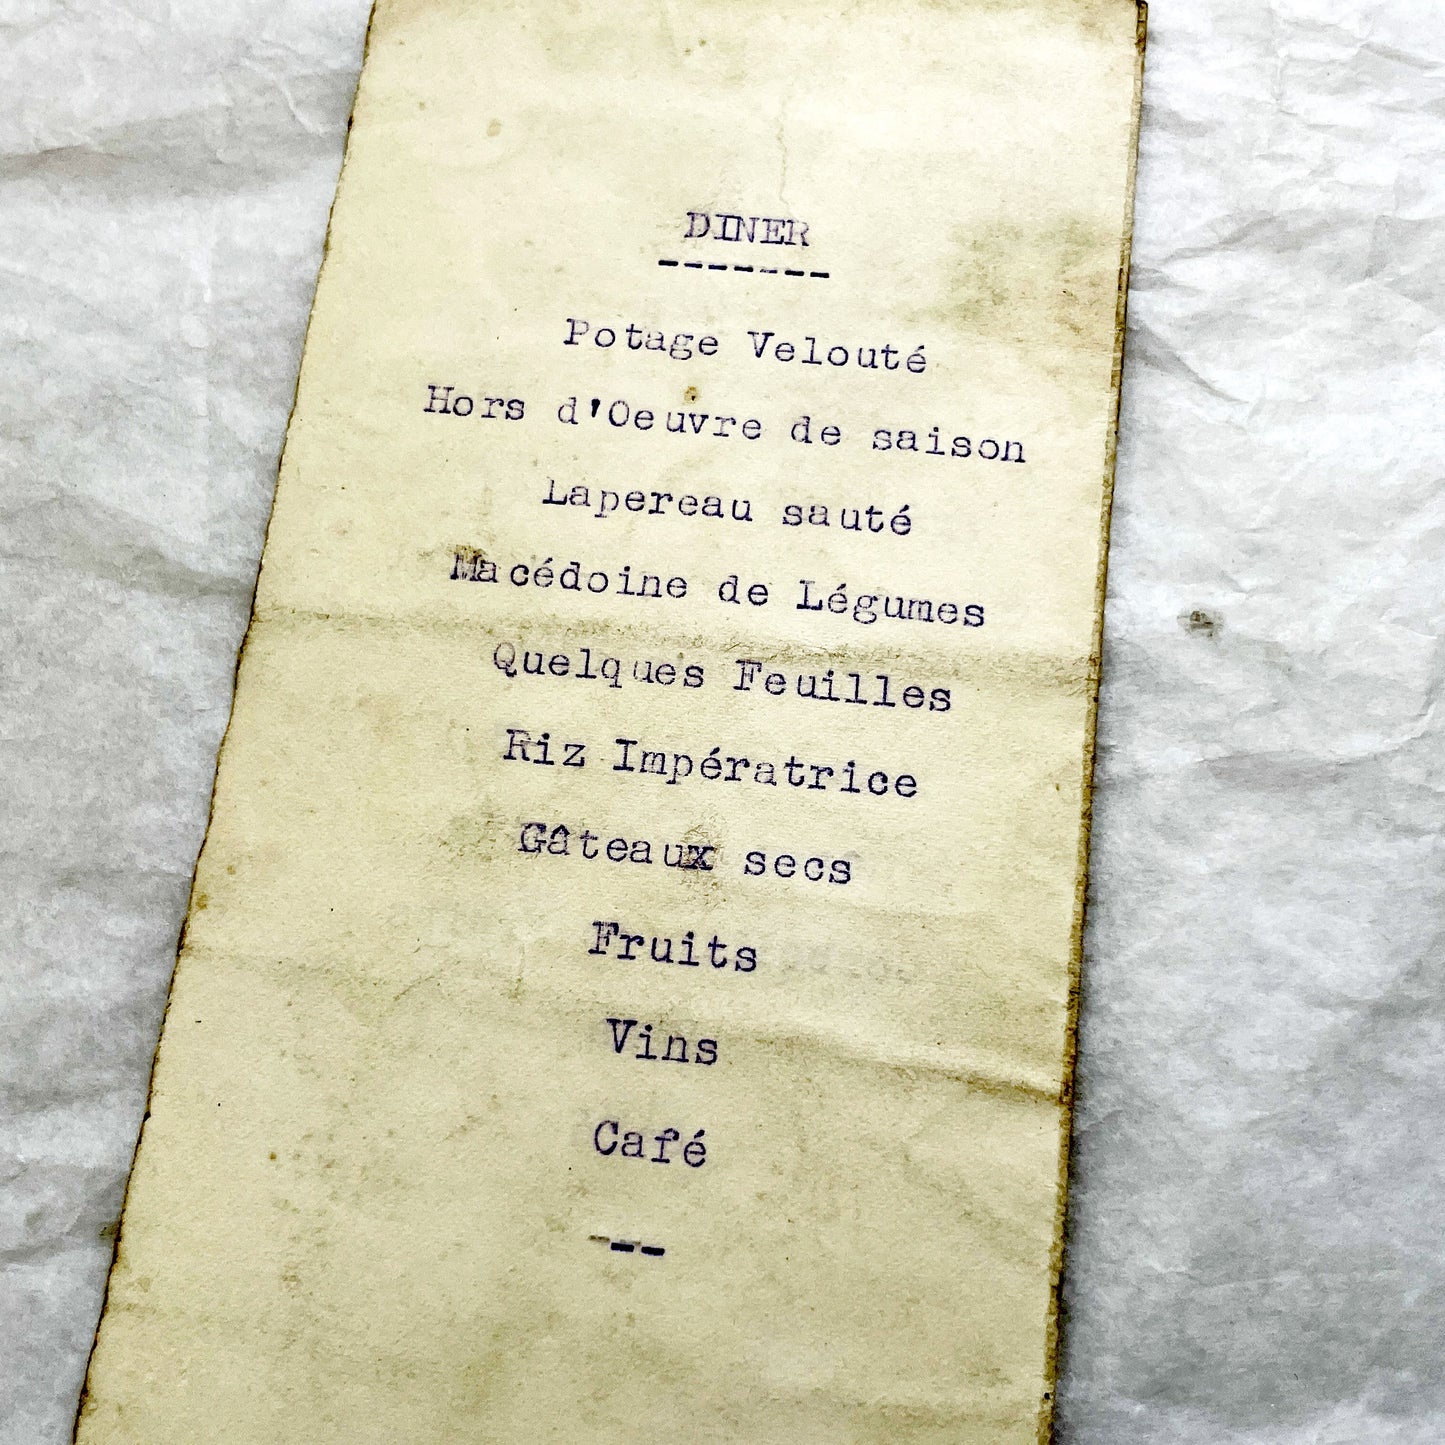 DINER
-------
Potage Velouté
Hors d'Oeuvre de saison
Lapereau sauté
Macédoine de Légumes
Quelques Feuilles
Riz Impératrice
Gâteaux secs
Fruits
Vins
Café
---